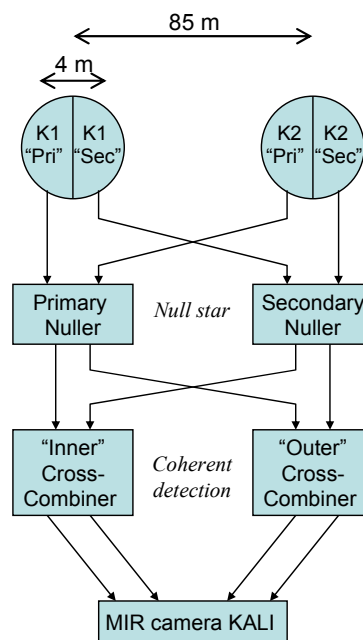 85 m
4 m
K1 K1 K2 K2
"Pri" "Sec" "Pri" "Sec"
Primary Nuller
Null star
Secondary Nuller
"Inner" Cross-Combiner
Coherent detection
"Outer" Cross-Combiner
MIR camera KALI